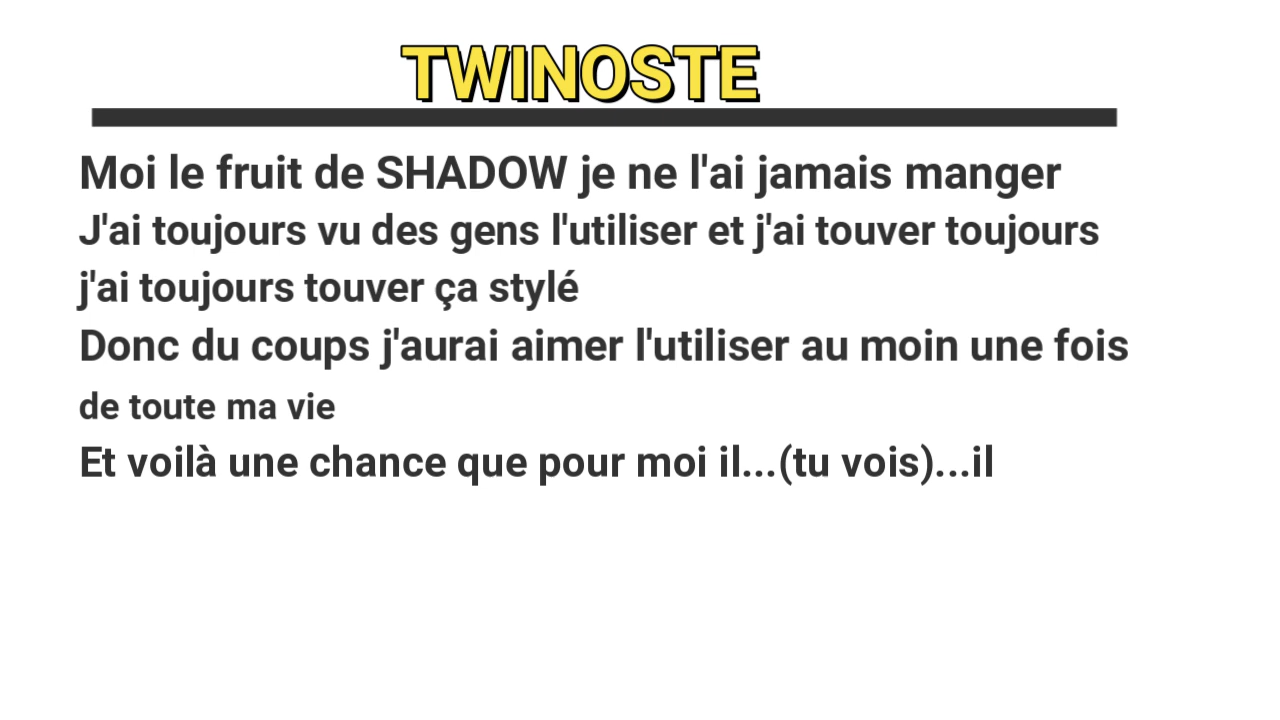 TWINOSTE
Moi le fruit de SHADOW je ne l'ai jamais manger
J'ai toujours vu des gens l'utiliser et j'ai touver toujours
j'ai toujours touver ça stylé
Donc du coups j'aurai aimer l'utiliser au moin une fois
de toute ma vie
Et voilà une chance que pour moi il...(tu vois)...il